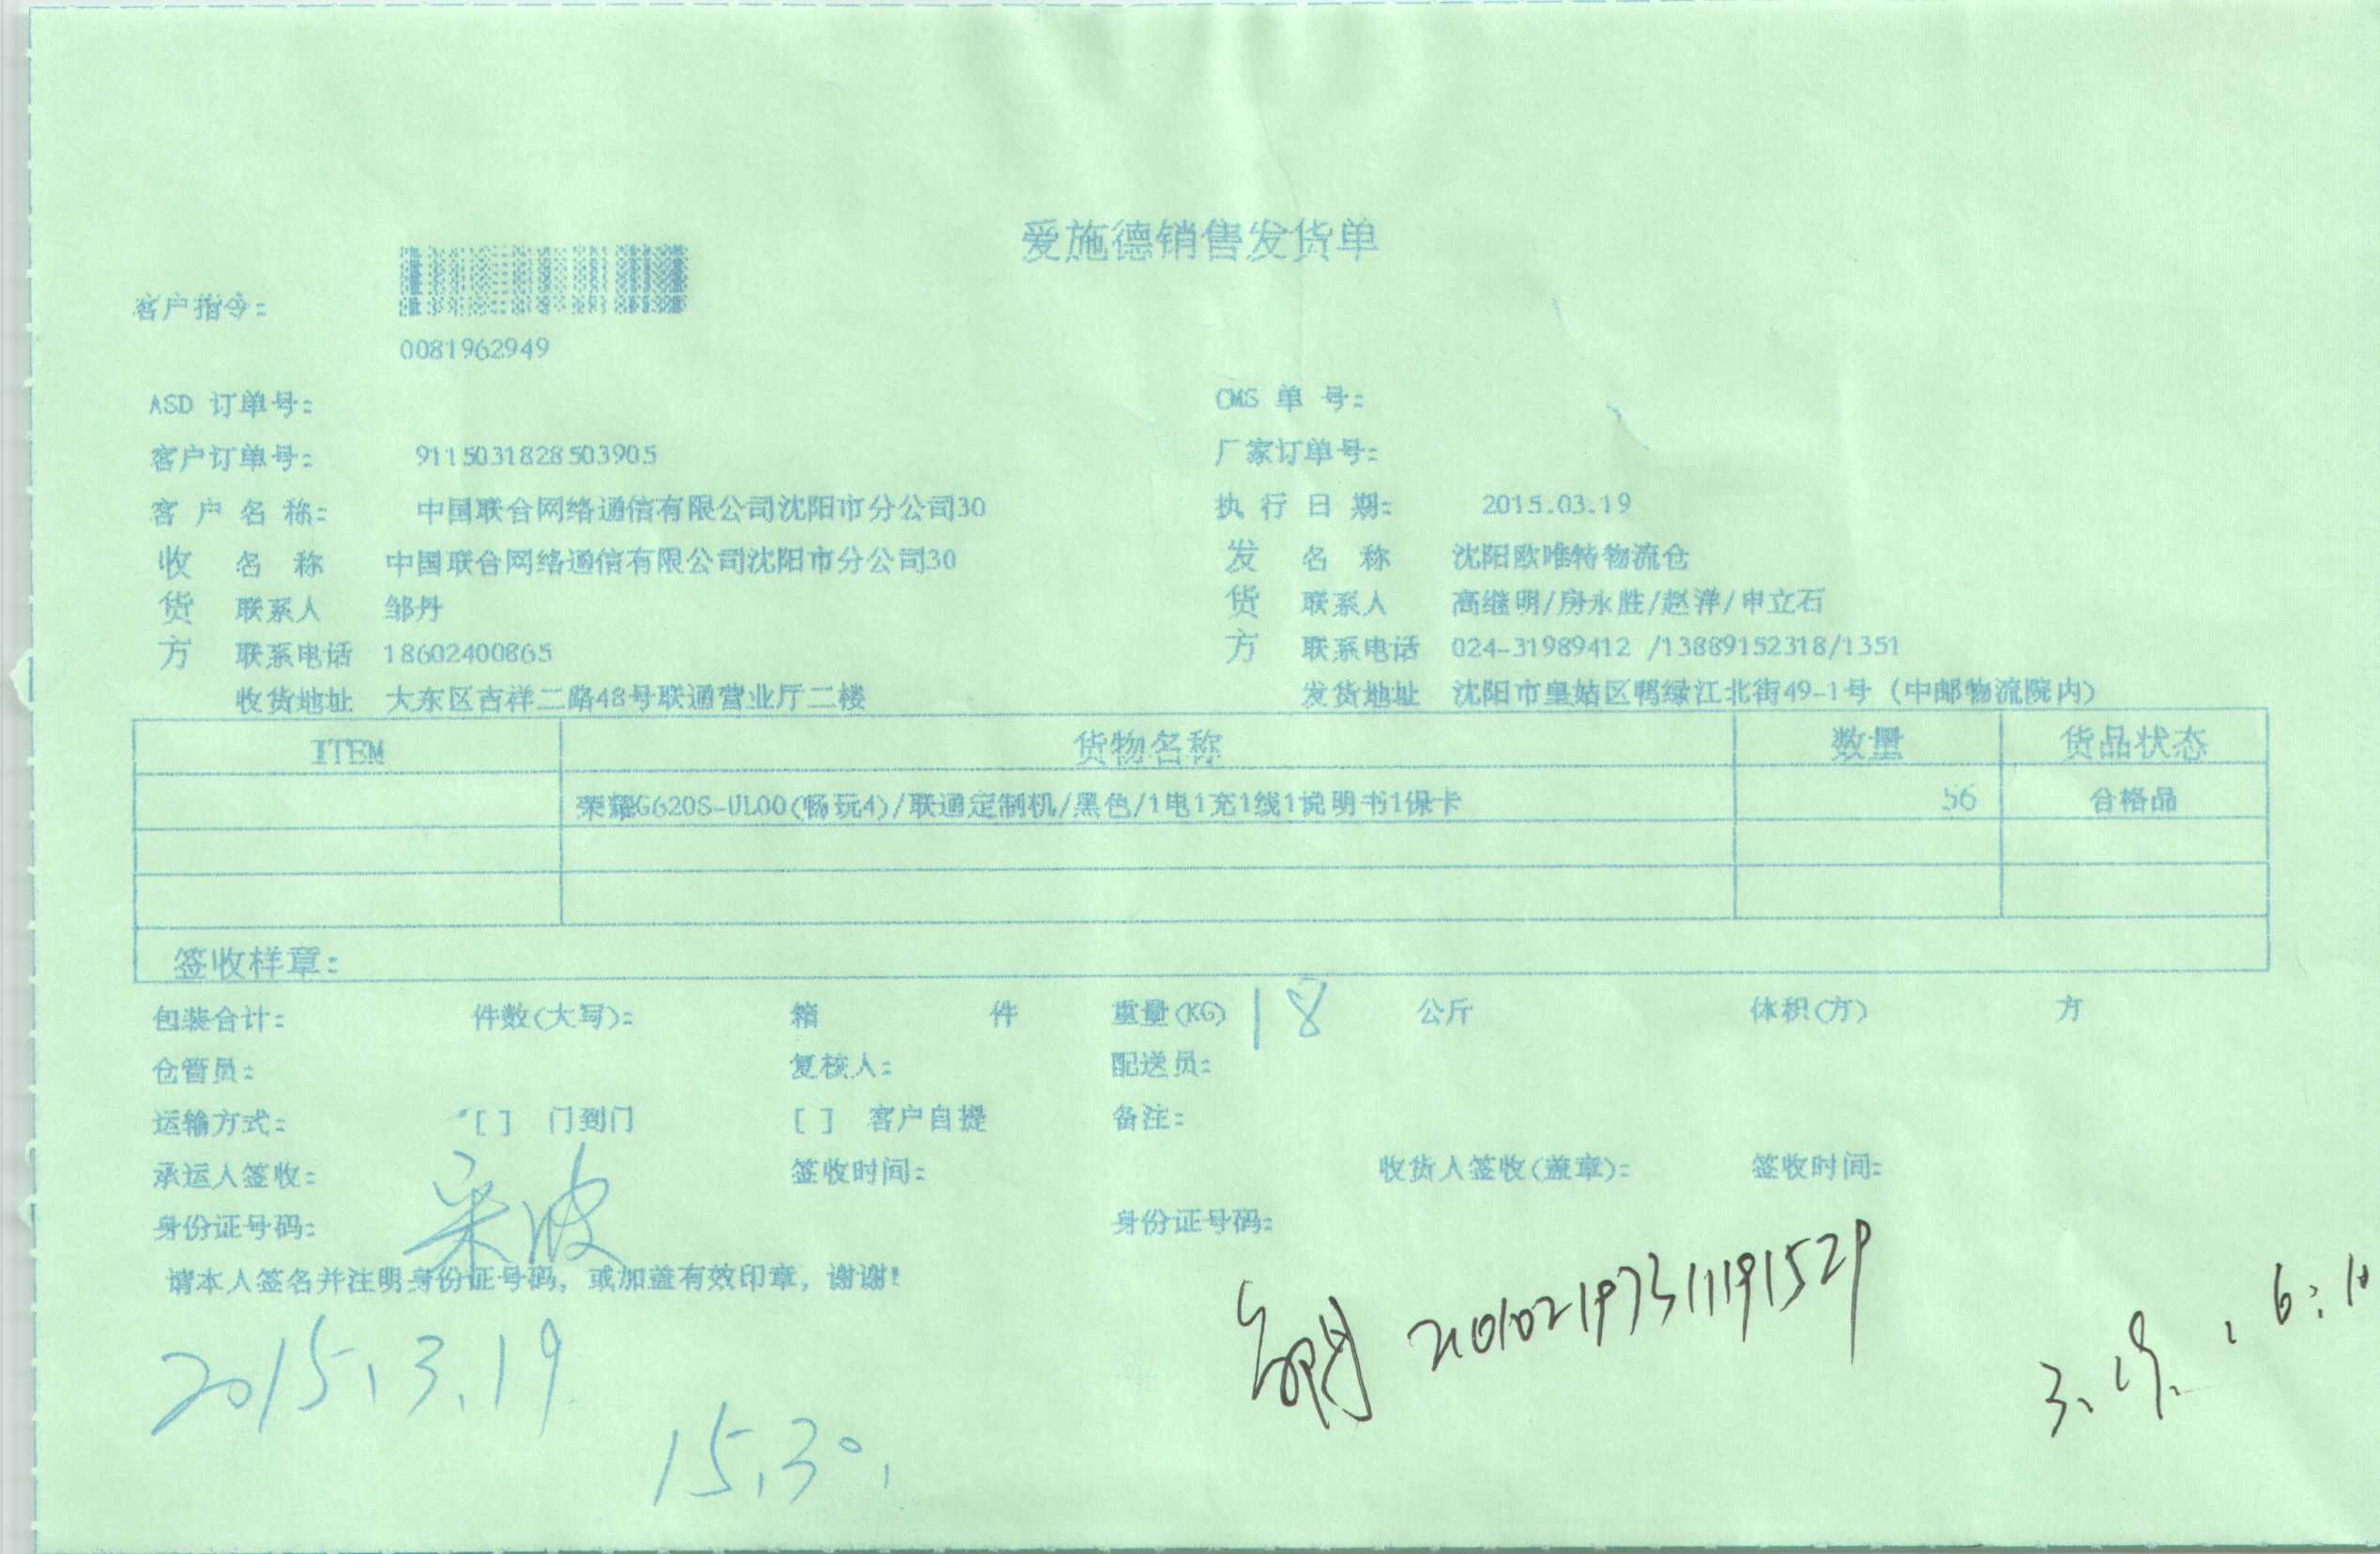 爱施德销售发货单
客户指令:
0081962949
ASD 订单号: CMS 单 号:
客户订单号: 9115031828503905 厂家订单号:
客 户 名 称: 中国联合网络通信有限公司沈阳市分公司30 执 行 日 期: 2015.03.19
收 名 称 中国联合网络通信有限公司沈阳市分公司30 发 名 称 沈阳欧唯特物流仓
货 联系人 邹丹 货 联系人 高继明/房永胜/赵洋/申立石
方 联系电话 18602400865 方 联系电话 024-31989412 /13889152318/1351
收货地址 大东区吉祥二路48号联通营业厅二楼 发货地址 沈阳市皇姑区鸭绿江北街49-1号 (中邮物流院内)
ITEM 货物名称 数量 货品状态
荣耀G620S-UL00(畅玩4)/联通定制机/黑色/1电1充1线1说明书1保卡 56 合格品
签收样章:
包装合计: 件数(大写): 箱 件 重量(KG) 18 公斤 体积(方) 方
仓管员: 复核人: 配送员:
运输方式: [ ] 门到门 [ ] 客户自提 备注:
承运人签收: 签收时间: 收货人签收(盖章): 签收时间:
身份证号码: 身份证号码:
请本人签名并注明身份证号码, 或加盖有效印章, 谢谢!
210102197311191529
2015.3.19
3.19. 6:10
15.30.